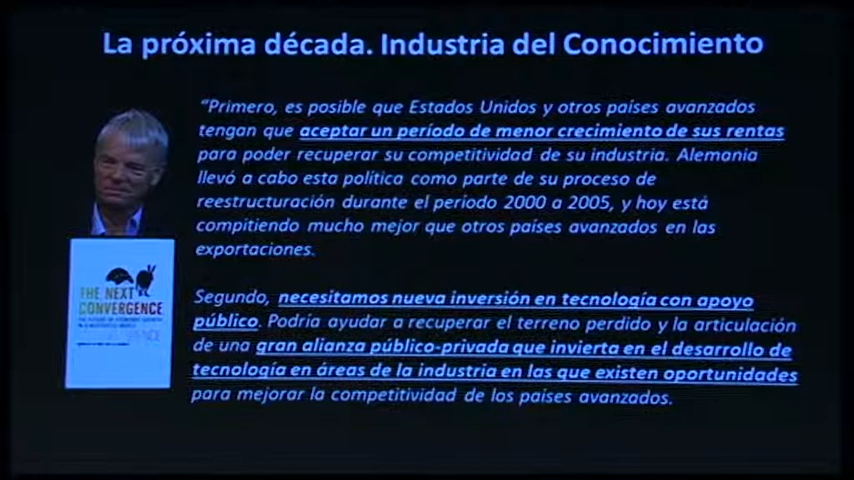 La próxima década. Industria del Conocimiento
"Primero, es posible que Estados Unidos y otros países avanzados
tengan que aceptar un período de menor crecimiento de sus rentas
para poder recuperar su competitividad de su industria. Alemania
llevó a cabo esta política como parte de su proceso de
reestructuración durante el periodo 2000 a 2005, y hoy está
compitiendo mucho mejor que otros países avanzados en las
exportaciones.
THE NEXT
CONVERGENCE
Segundo, necesitamos nueva inversión en tecnología con apoyo
público. Podría ayudar a recuperar el terreno perdido y la articulación
de una gran alianza público-privada que invierta en el desarrollo de
tecnología en áreas de la industria en las que existen oportunidades
para mejorar la competitividad de los países avanzados.